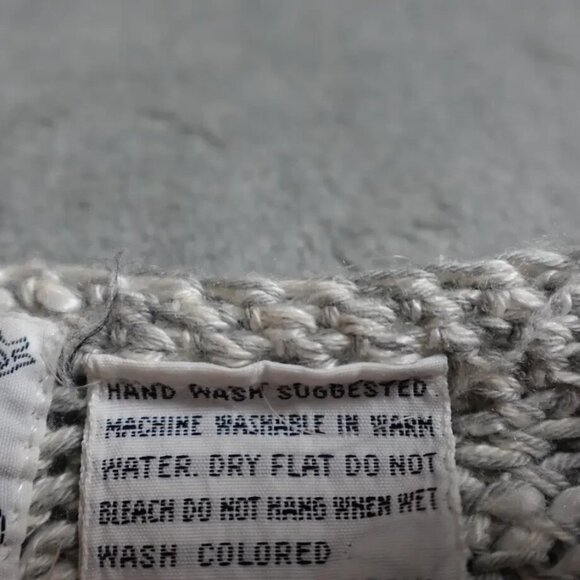 HAND WASH SUGGESTED
MACHINE WASHABLE IN WARM
WATER. DRY FLAT DO NOT
BLEACH DO NOT HANG WHEN WET
WASH COLORED